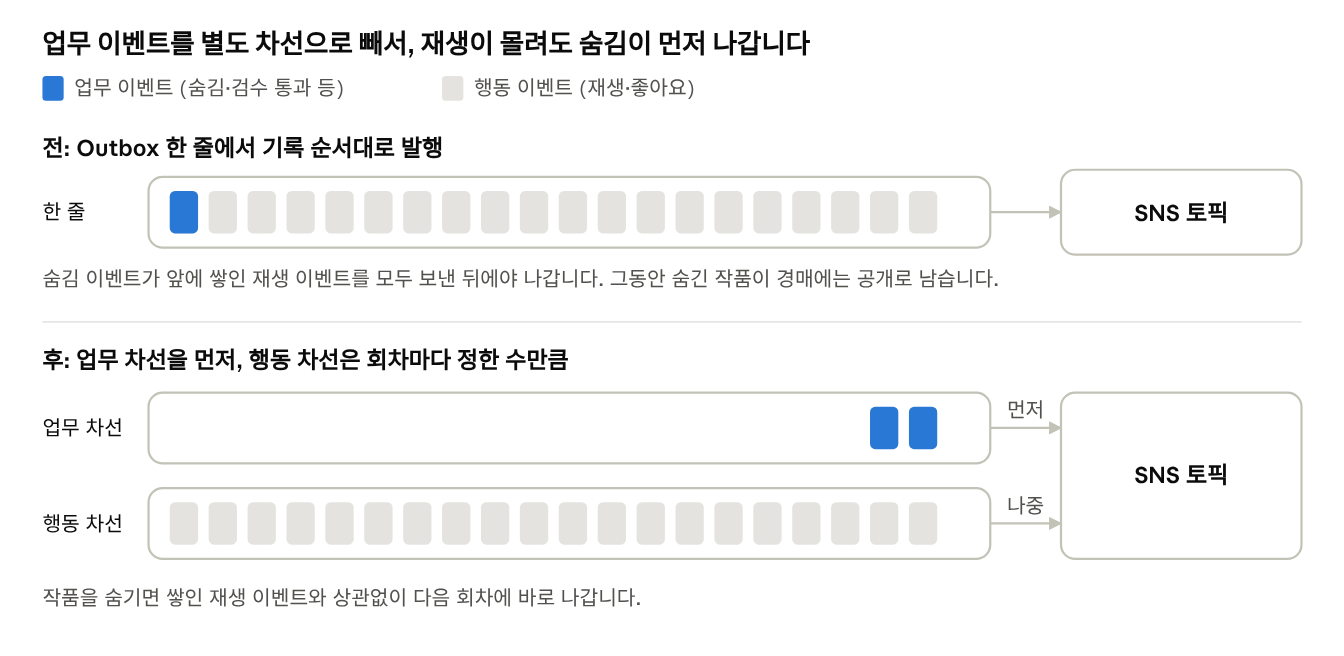 업무 이벤트를 별도 차선으로 빼서, 재생이 몰려도 숨김이 먼저 나갑니다
업무 이벤트 (숨김·검수 통과 등)
행동 이벤트 (재생·좋아요)
전: Outbox 한 줄에서 기록 순서대로 발행
한 줄
SNS 토픽
숨김 이벤트가 앞에 쌓인 재생 이벤트를 모두 보낸 뒤에야 나갑니다. 그동안 숨긴 작품이 경매에는 공개로 남습니다.
후: 업무 차선을 먼저, 행동 차선은 회차마다 정한 수만큼
업무 차선
먼저
SNS 토픽
행동 차선
나중
작품을 숨기면 쌓인 재생 이벤트와 상관없이 다음 회차에 바로 나갑니다.